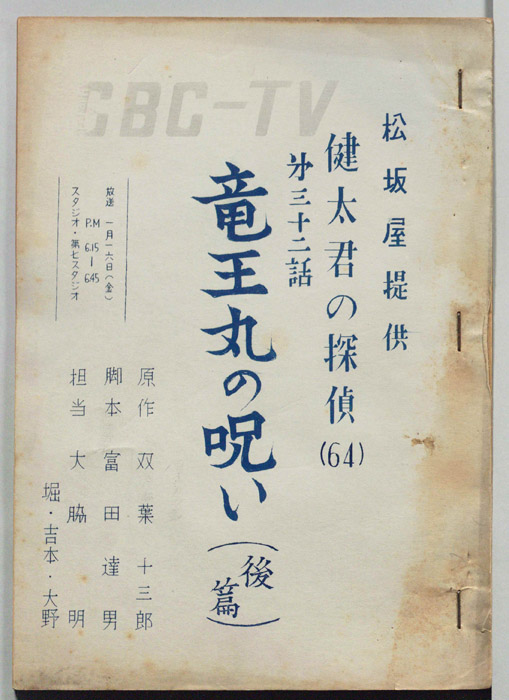 CBC-TV
松坂屋提供
健太君の探偵(64)
第三十二話
竜王丸の呪い(後篇)
放送 一月一六日(金)
P.M 6.15―6.45
スタジオ・第七スタジオ
原作 双葉十三郎
脚本 富田達男
担当 大脇明
堀・吉本・大野